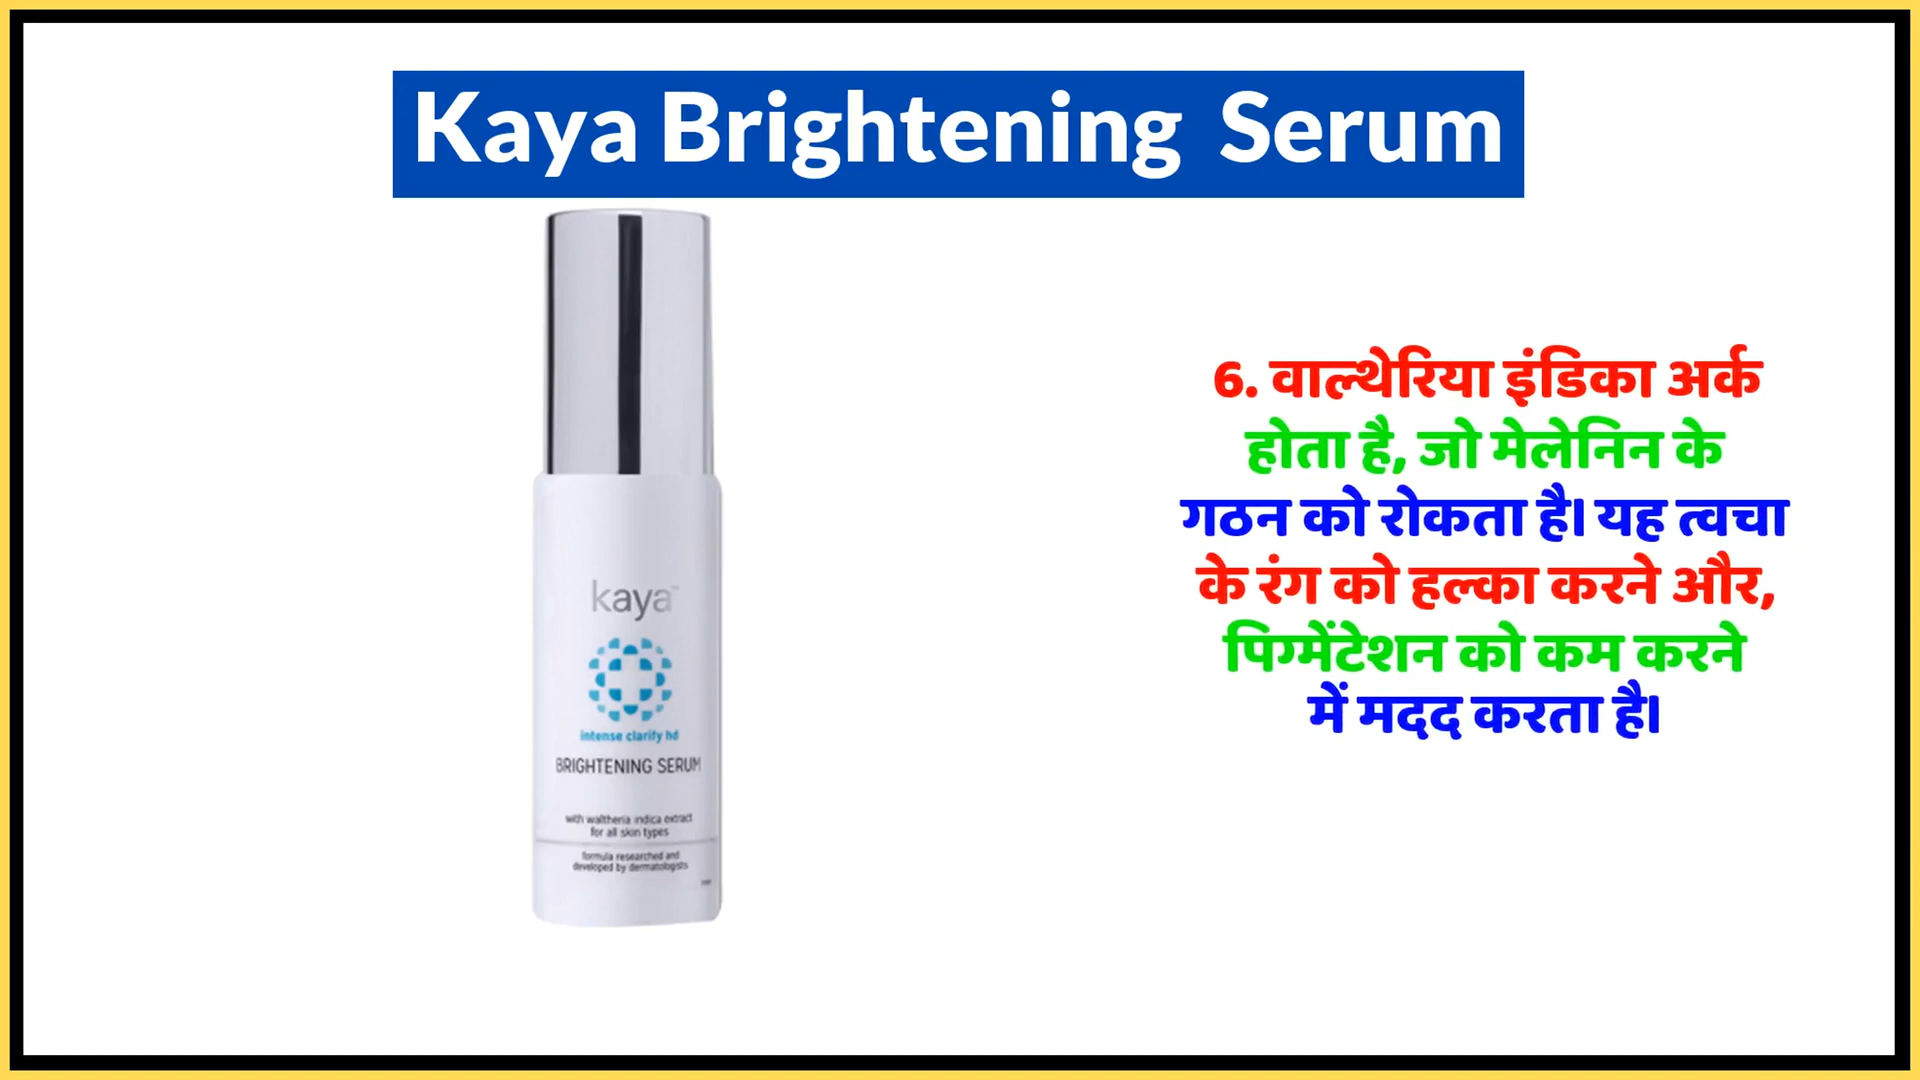 Kaya Brightening Serum
kaya
intense clarify hd
BRIGHTENING SERUM
with waltheria indica extract
for all skin types
formula researched and
developed by dermatologists
6. वाल्थेरिया इंडिका अर्क
होता है, जो मेलेनिन के
गठन को रोकता है। यह त्वचा
के रंग को हल्का करने और,
पिग्मेंटेशन को कम करने
में मदद करता है।